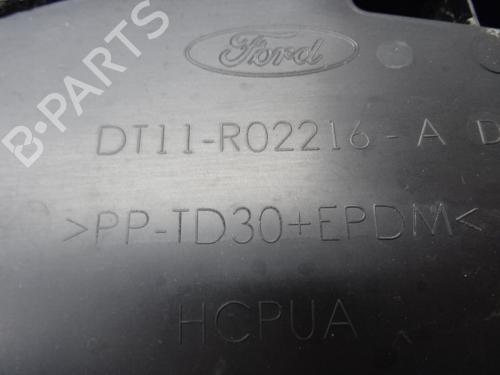 Ford
DT11-R02216-A D
>PP-TD30+EPDM<
HCPUA
B-PARTS